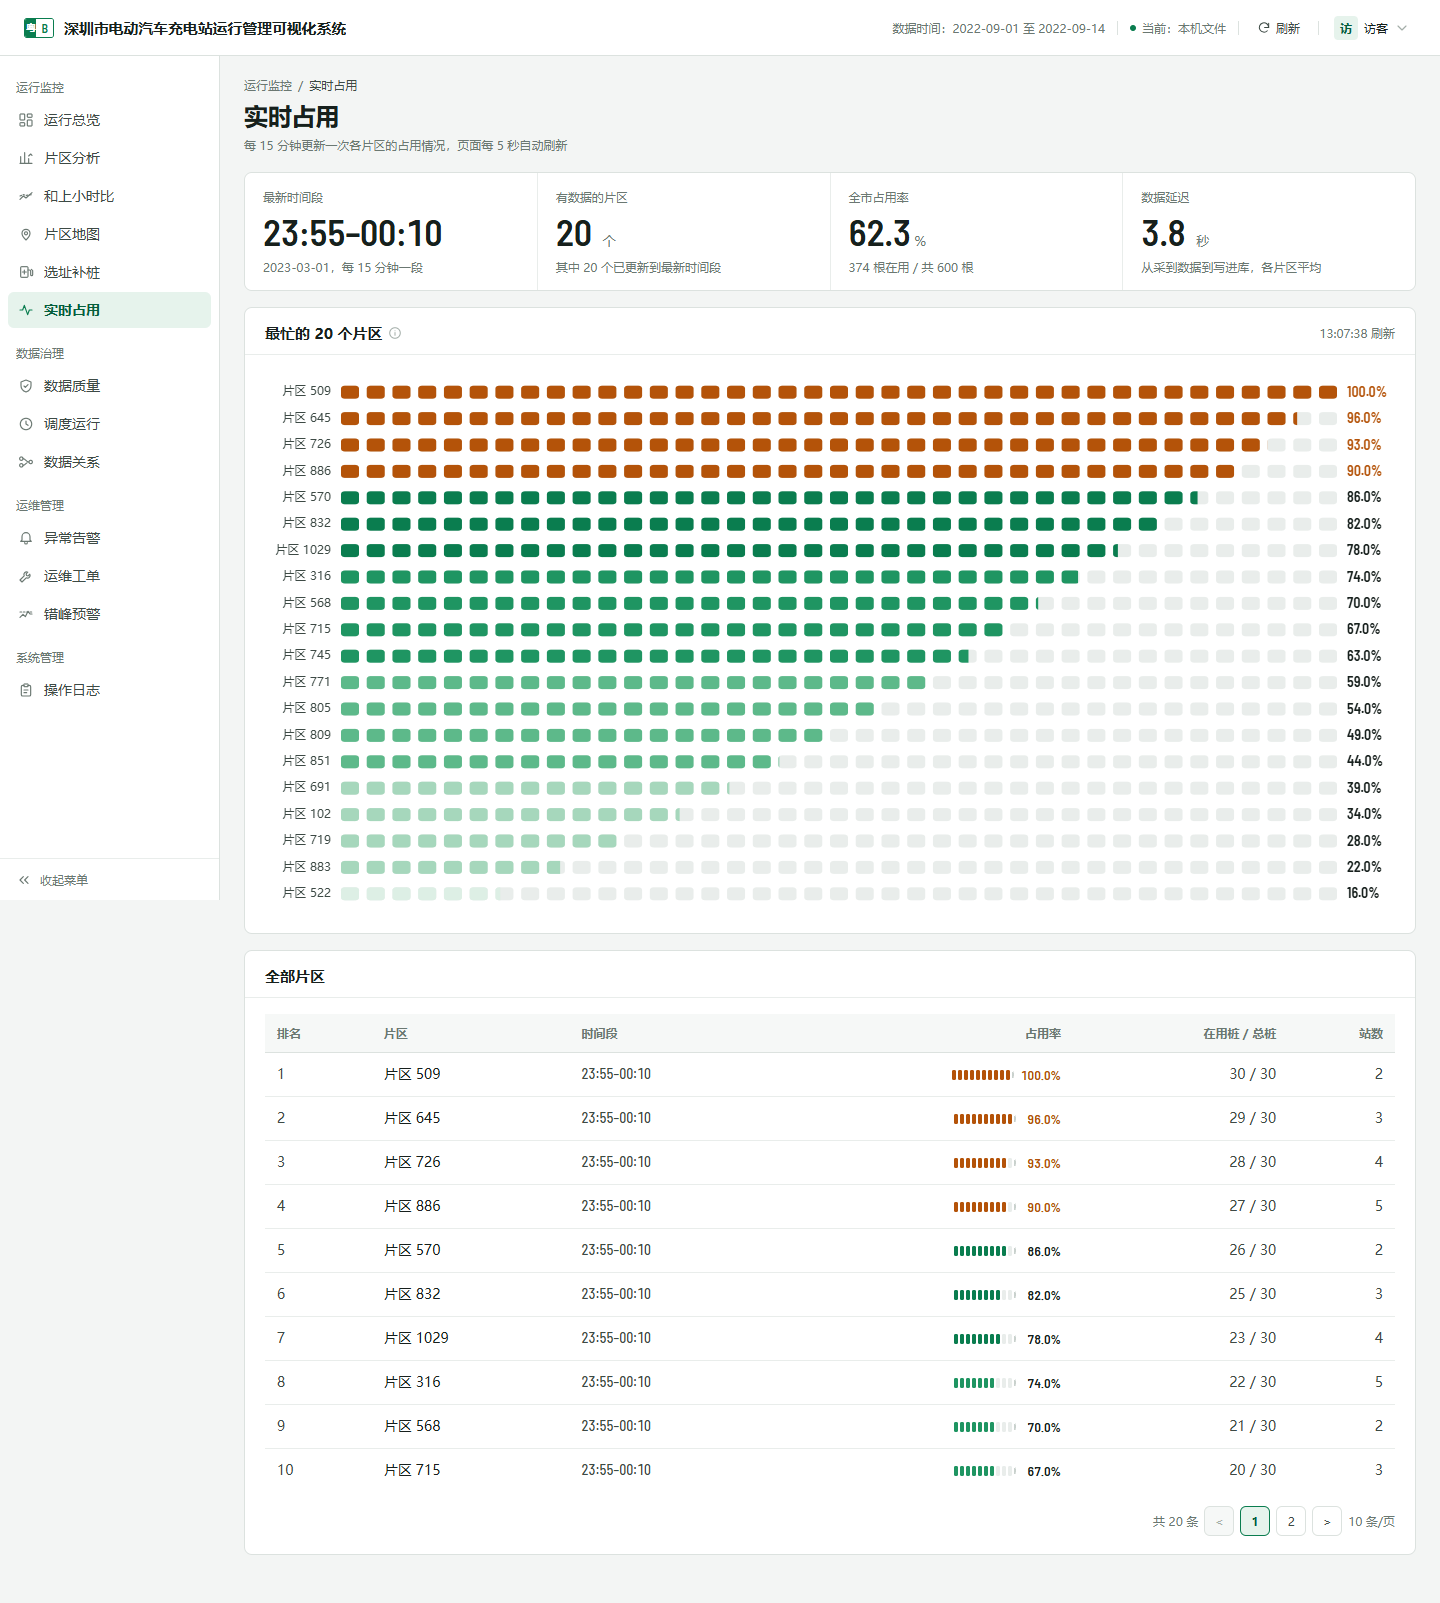 粤 B 深圳市电动汽车充电站运行管理可视化系统
数据时间：2022-09-01 至 2022-09-14
当前：本机文件
刷新
访 访客
运行监控
运行总览
片区分析
和上小时比
片区地图
选址补桩
实时占用
数据治理
数据质量
调度运行
数据关系
运维管理
异常告警
运维工单
错峰预警
系统管理
操作日志
收起菜单
运行监控 / 实时占用
实时占用
每 15 分钟更新一次各片区的占用情况，页面每 5 秒自动刷新
最新时间段
23:55–00:10
2023-03-01，每 15 分钟一段
有数据的片区
20 个
其中 20 个已更新到最新时间段
全市占用率
62.3 %
374 根在用 / 共 600 根
数据延迟
3.8 秒
从采到数据到写进库，各片区平均
最忙的 20 个片区
13:07:38 刷新
片区 509 100.0%
片区 645 96.0%
片区 726 93.0%
片区 886 90.0%
片区 570 86.0%
片区 832 82.0%
片区 1029 78.0%
片区 316 74.0%
片区 568 70.0%
片区 715 67.0%
片区 745 63.0%
片区 771 59.0%
片区 805 54.0%
片区 809 49.0%
片区 851 44.0%
片区 691 39.0%
片区 102 34.0%
片区 719 28.0%
片区 883 22.0%
片区 522 16.0%
全部片区
排名 片区 时间段 占用率 在用桩 / 总桩 站数
1 片区 509 23:55–00:10 100.0% 30 / 30 2
2 片区 645 23:55–00:10 96.0% 29 / 30 3
3 片区 726 23:55–00:10 93.0% 28 / 30 4
4 片区 886 23:55–00:10 90.0% 27 / 30 5
5 片区 570 23:55–00:10 86.0% 26 / 30 2
6 片区 832 23:55–00:10 82.0% 25 / 30 3
7 片区 1029 23:55–00:10 78.0% 23 / 30 4
8 片区 316 23:55–00:10 74.0% 22 / 30 5
9 片区 568 23:55–00:10 70.0% 21 / 30 2
10 片区 715 23:55–00:10 67.0% 20 / 30 3
共 20 条 < 1 2 > 10 条/页